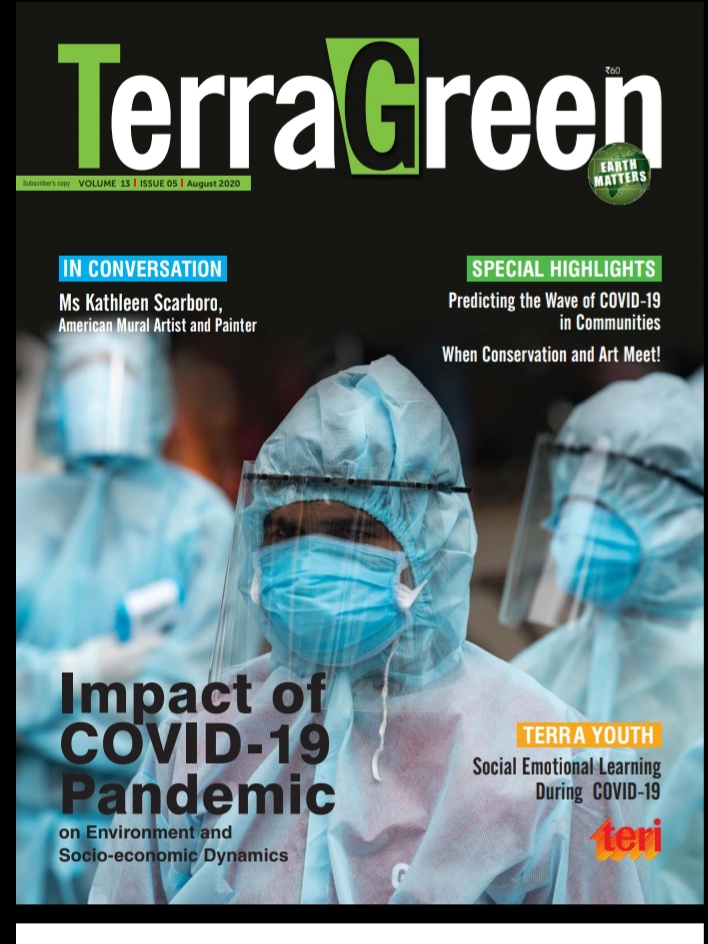 TerraGreen
₹60
EARTH
MATTERS
Subscriber's copy VOLUME 13 | ISSUE 05 | August 2020
IN CONVERSATION
Ms Kathleen Scarboro,
American Mural Artist and Painter
SPECIAL HIGHLIGHTS
Predicting the Wave of COVID-19
in Communities
When Conservation and Art Meet!
Impact of
COVID-19
Pandemic
on Environment and
Socio-economic Dynamics
TERRA YOUTH
Social Emotional Learning
During COVID-19
teri